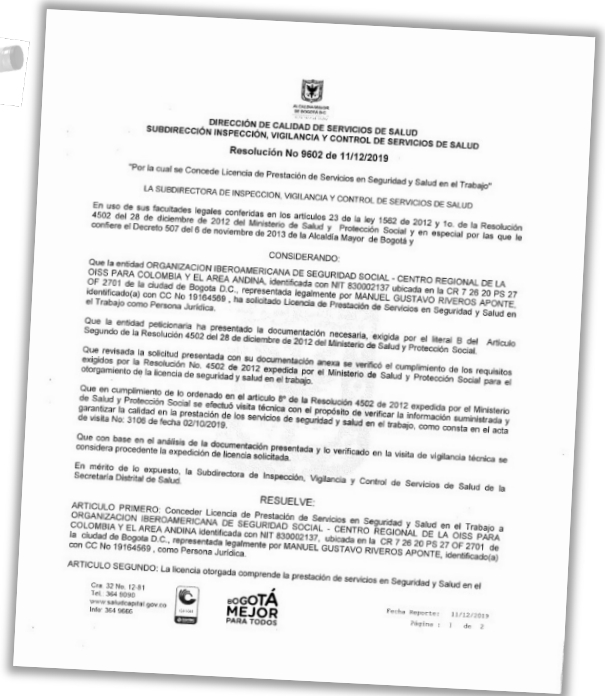 ALCALDÍA MAYOR
DE BOGOTÁ D.C.
DIRECCIÓN DE CALIDAD DE SERVICIOS DE SALUD
SUBDIRECCIÓN INSPECCIÓN, VIGILANCIA Y CONTROL DE SERVICIOS DE SALUD
Resolución No 9602 de 11/12/2019
"Por la cual se Concede Licencia de Prestación de Servicios en Seguridad y Salud en el Trabajo"
LA SUBDIRECTORA DE INSPECCIÓN, VIGILANCIA Y CONTROL DE SERVICIOS DE SALUD
En uso de sus facultades legales conferidas en los artículos 23 de la ley 1562 de 2012 y 1o. de la Resolución
4502 del 28 de diciembre de 2012 del Ministerio de Salud y Protección Social y en especial por las que le
confiere el Decreto 507 del 6 de noviembre de 2013 de la Alcaldía Mayor de Bogotá y
CONSIDERANDO:
Que la entidad ORGANIZACION IBEROAMERICANA DE SEGURIDAD SOCIAL - CENTRO REGIONAL DE LA
OISS PARA COLOMBIA Y EL AREA ANDINA, identificada con NIT 830002137 ubicada en la CR 7 26 20 PS 27
OF 2701 de la ciudad de Bogota D.C., representada legalmente por MANUEL GUSTAVO RIVEROS APONTE,
identificado(a) con CC No 19164569 , ha solicitado Licencia de Prestación de Servicios en Seguridad y Salud en
el Trabajo como Persona Jurídica.
Que la entidad peticionaria ha presentado la documentación necesaria, exigida por el literal B del Artículo
Segundo de la Resolución 4502 del 28 de diciembre de 2012 del Ministerio de Salud y Protección Social.
Que revisada la solicitud presentada con su documentación anexa se verificó el cumplimiento de los requisitos
exigidos por la Resolución No. 4502 de 2012 expedida por el Ministerio de Salud y Protección Social para el
otorgamiento de la licencia de seguridad y salud en el trabajo.
Que en cumplimiento de lo ordenado en el artículo 8º de la Resolución 4502 de 2012 expedida por el Ministerio
de Salud y Protección Social se efectuó visita técnica con el propósito de verificar la información suministrada y
garantizar la calidad en la prestación de los servicios de seguridad y salud en el trabajo, como consta en el acta
de visita No: 3106 de fecha 02/10/2019.
Que con base en el análisis de la documentación presentada y lo verificado en la visita de vigilancia técnica se
considera procedente la expedición de licencia solicitada.
En mérito de lo expuesto, la Subdirectora de Inspección, Vigilancia y Control de Servicios de Salud de la
Secretaría Distrital de Salud.
RESUELVE:
ARTICULO PRIMERO: Conceder Licencia de Prestación de Servicios en Seguridad y Salud en el Trabajo a
ORGANIZACION IBEROAMERICANA DE SEGURIDAD SOCIAL - CENTRO REGIONAL DE LA OISS PARA
COLOMBIA Y EL AREA ANDINA identificada con NIT 830002137, ubicada en la CR 7 26 20 PS 27 OF 2701 de
la ciudad de Bogota D.C., representada legalmente por MANUEL GUSTAVO RIVEROS APONTE, identificado(a)
con CC No 19164569 , como Persona Jurídica.
ARTICULO SEGUNDO: La licencia otorgada comprende la prestación de servicios en Seguridad y Salud en el
Cra. 32 No. 12-81
Tel. 364 9090
www.saludcapital.gov.co
Info: 364 9666
BOGOTÁ
MEJOR
PARA TODOS
Fecha Reporte: 11/12/2019
Página : 1 de 2